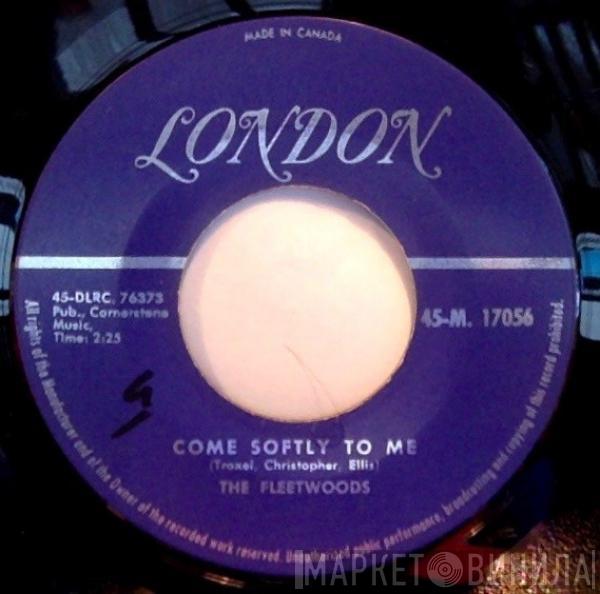 MADE IN CANADA
LONDON
45-DLRC. 76373
Pub., Cornerstone
Music,
Time: 2:25
45-M. 17056
COME SOFTLY TO ME
(Troxel, Christopher, Ellis)
THE FLEETWOODS
All rights of the Manufacturer and of the Owner of the recorded work reserved. Unauthorised public performance, broadcasting and copying of this record prohibited.
МАРКЕТ ВИНИЛА